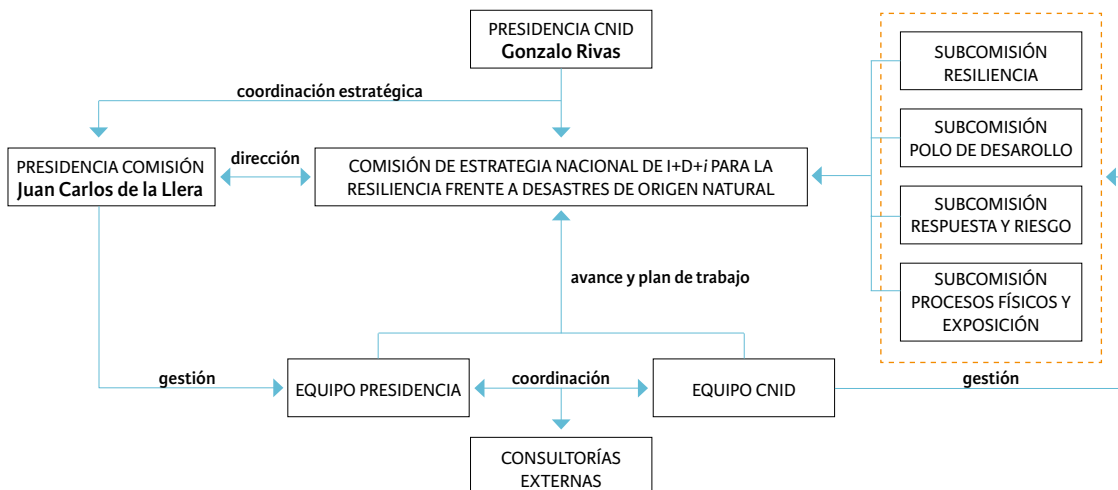 PRESIDENCIA CNID
Gonzalo Rivas
coordinación estratégica
PRESIDENCIA COMISIÓN
Juan Carlos de la Llera
dirección
COMISIÓN DE ESTRATEGIA NACIONAL DE I+D+i PARA LA
RESILIENCIA FRENTE A DESASTRES DE ORIGEN NATURAL
SUBCOMISIÓN
RESILIENCIA
SUBCOMISIÓN
POLO DE DESAROLLO
SUBCOMISIÓN
RESPUESTA Y RIESGO
SUBCOMISIÓN
PROCESOS FÍSICOS Y
EXPOSICIÓN
avance y plan de trabajo
gestión
EQUIPO PRESIDENCIA
coordinación
EQUIPO CNID
gestión
CONSULTORÍAS
EXTERNAS